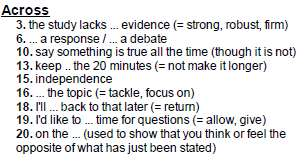 Across
3. the study lacks ... evidence (= strong, robust, firm)
6. ... a response / ... a debate
10. say something is true all the time (though it is not)
13. keep .. the 20 minutes (= not make it longer)
15. independence
16. ... the topic (= tackle, focus on)
18. I'll ... back to that later (= return)
19. I'd like to ... time for questions (= allow, give)
20. on the ... (used to show that you think or feel the
opposite of what has just been stated)